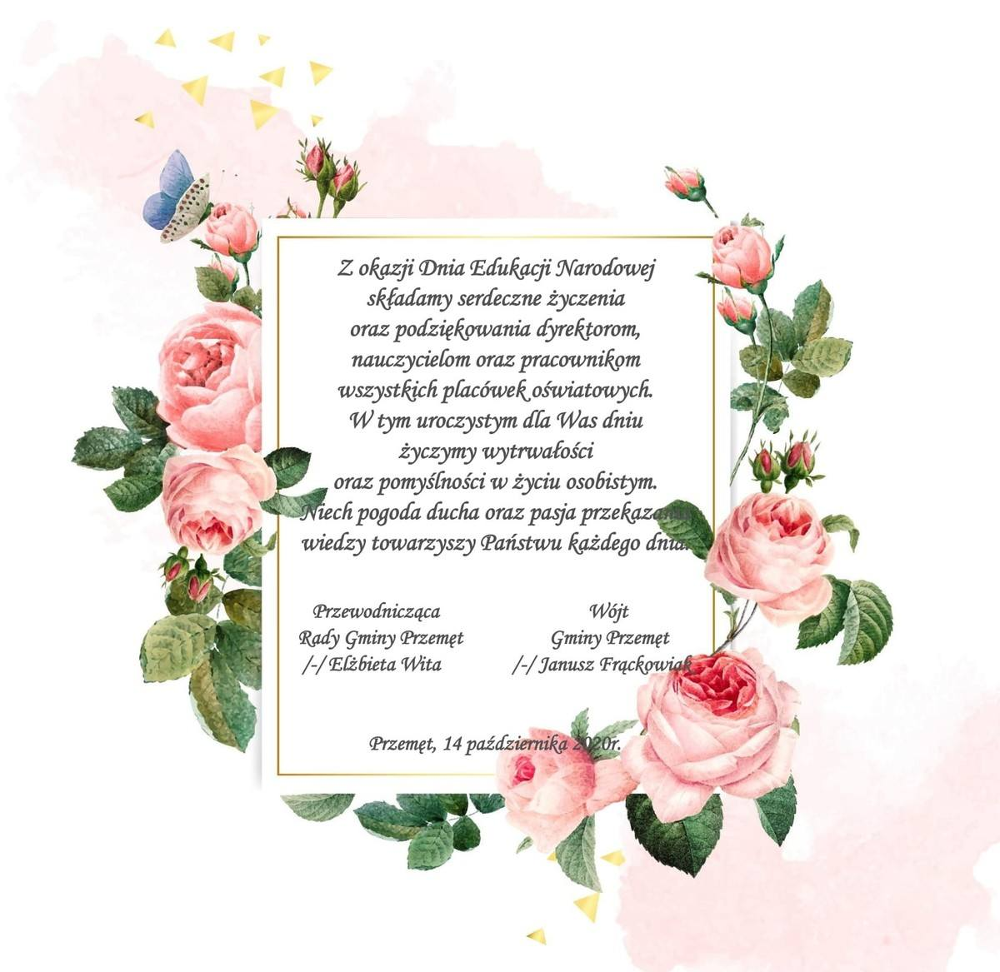 Z okazji Dnia Edukacji Narodowej
składamy serdeczne życzenia
oraz podziękowania dyrektorom,
nauczycielom oraz pracownikom
wszystkich placówek oświatowych.
W tym uroczystym dla Was dniu
życzymy wytrwałości
oraz pomyślności w życiu osobistym.
Niech pogoda ducha oraz pasja przekazania
wiedzy towarzyszy Państwu każdego dnia.
Przewodnicząca
Rady Gminy Przemęt
/-/ Elżbieta Wita
Wójt
Gminy Przemęt
/-/ Janusz Frąckowiak
Przemęt, 14 października 2020r.